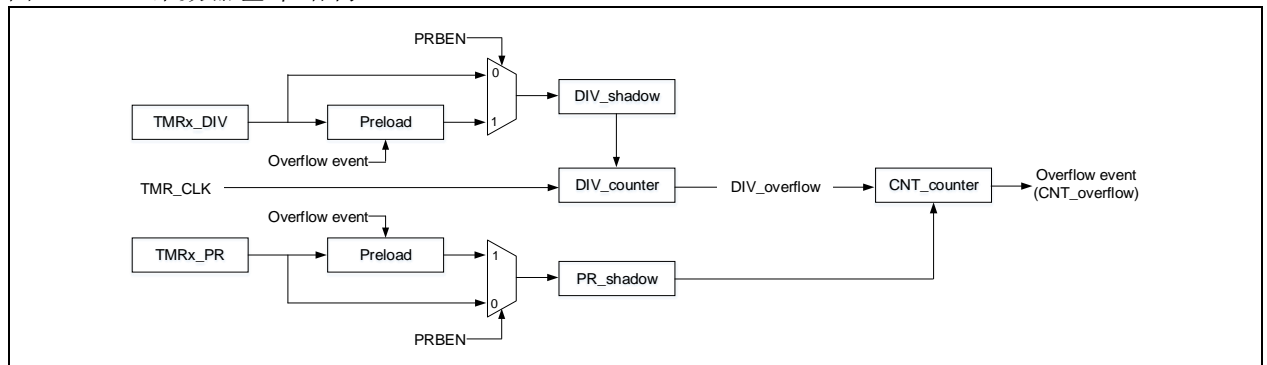 PRBEN
0
DIV_shadow
TMRx_DIV
Preload
1
Overflow event
TMR_CLK
DIV_counter
DIV_overflow
CNT_counter
Overflow event
(CNT_overflow)
Overflow event
TMRx_PR
Preload
1
PR_shadow
0
PRBEN